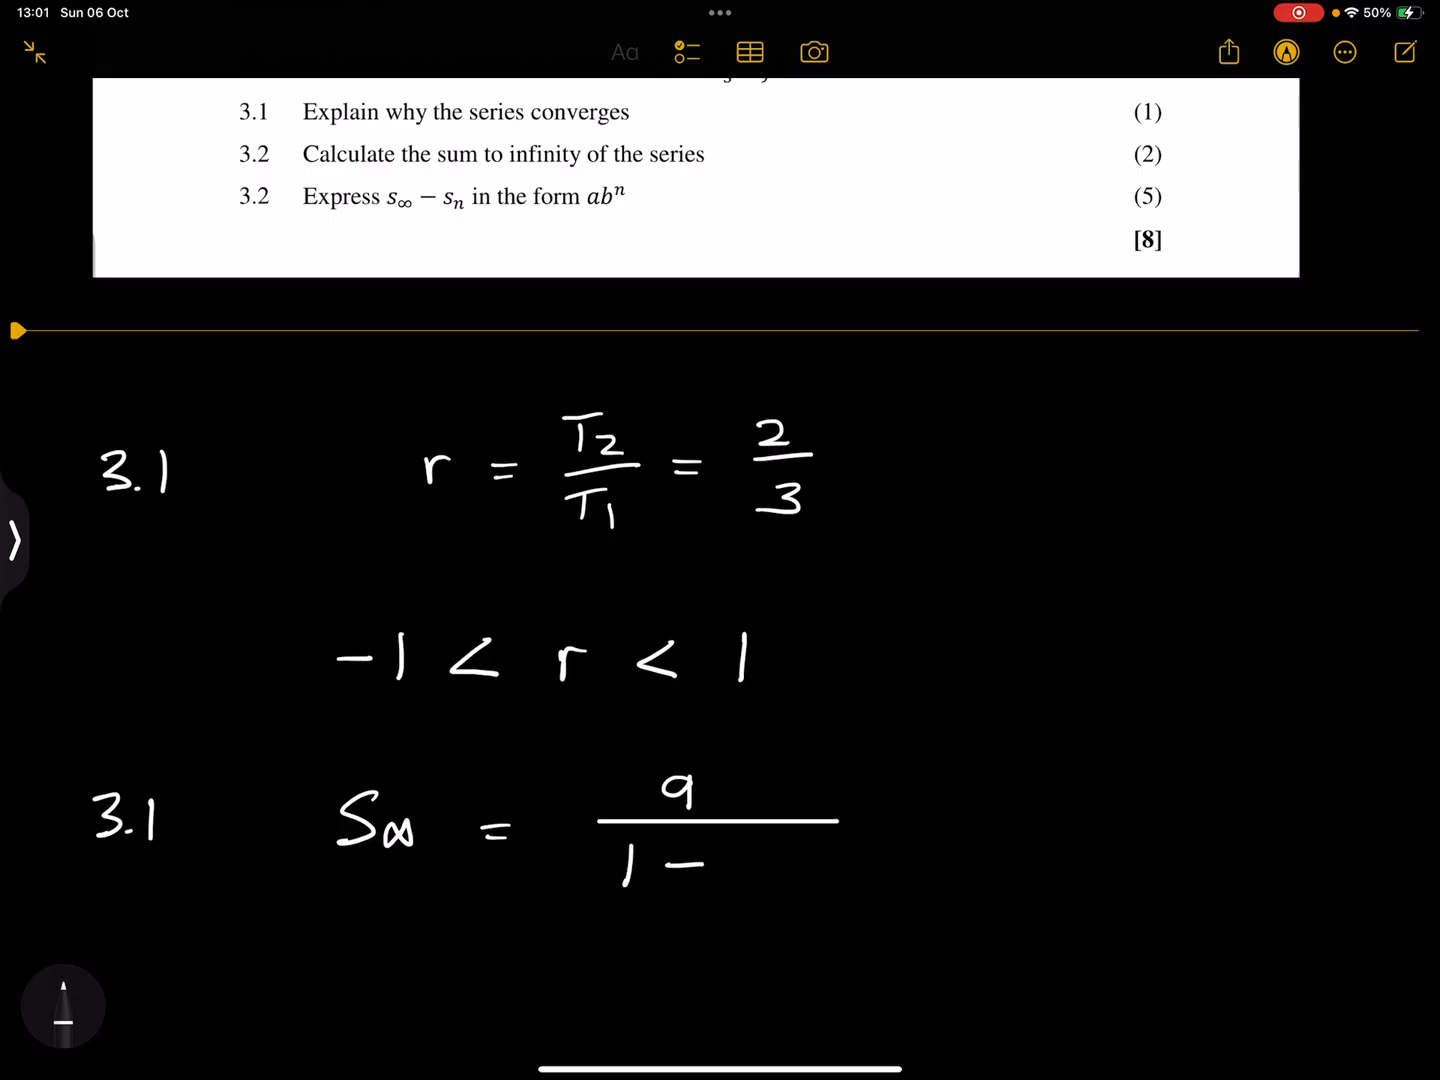 13:01 Sun 06 Oct 50%
Aa
3.1 Explain why the series converges (1)
3.2 Calculate the sum to infinity of the series (2)
3.2 Express s∞ − sₙ in the form abⁿ (5)
[8]
3.1 r = T₂/T₁ = 2/3
-1 < r < 1
3.1 S∞ = a/1 -